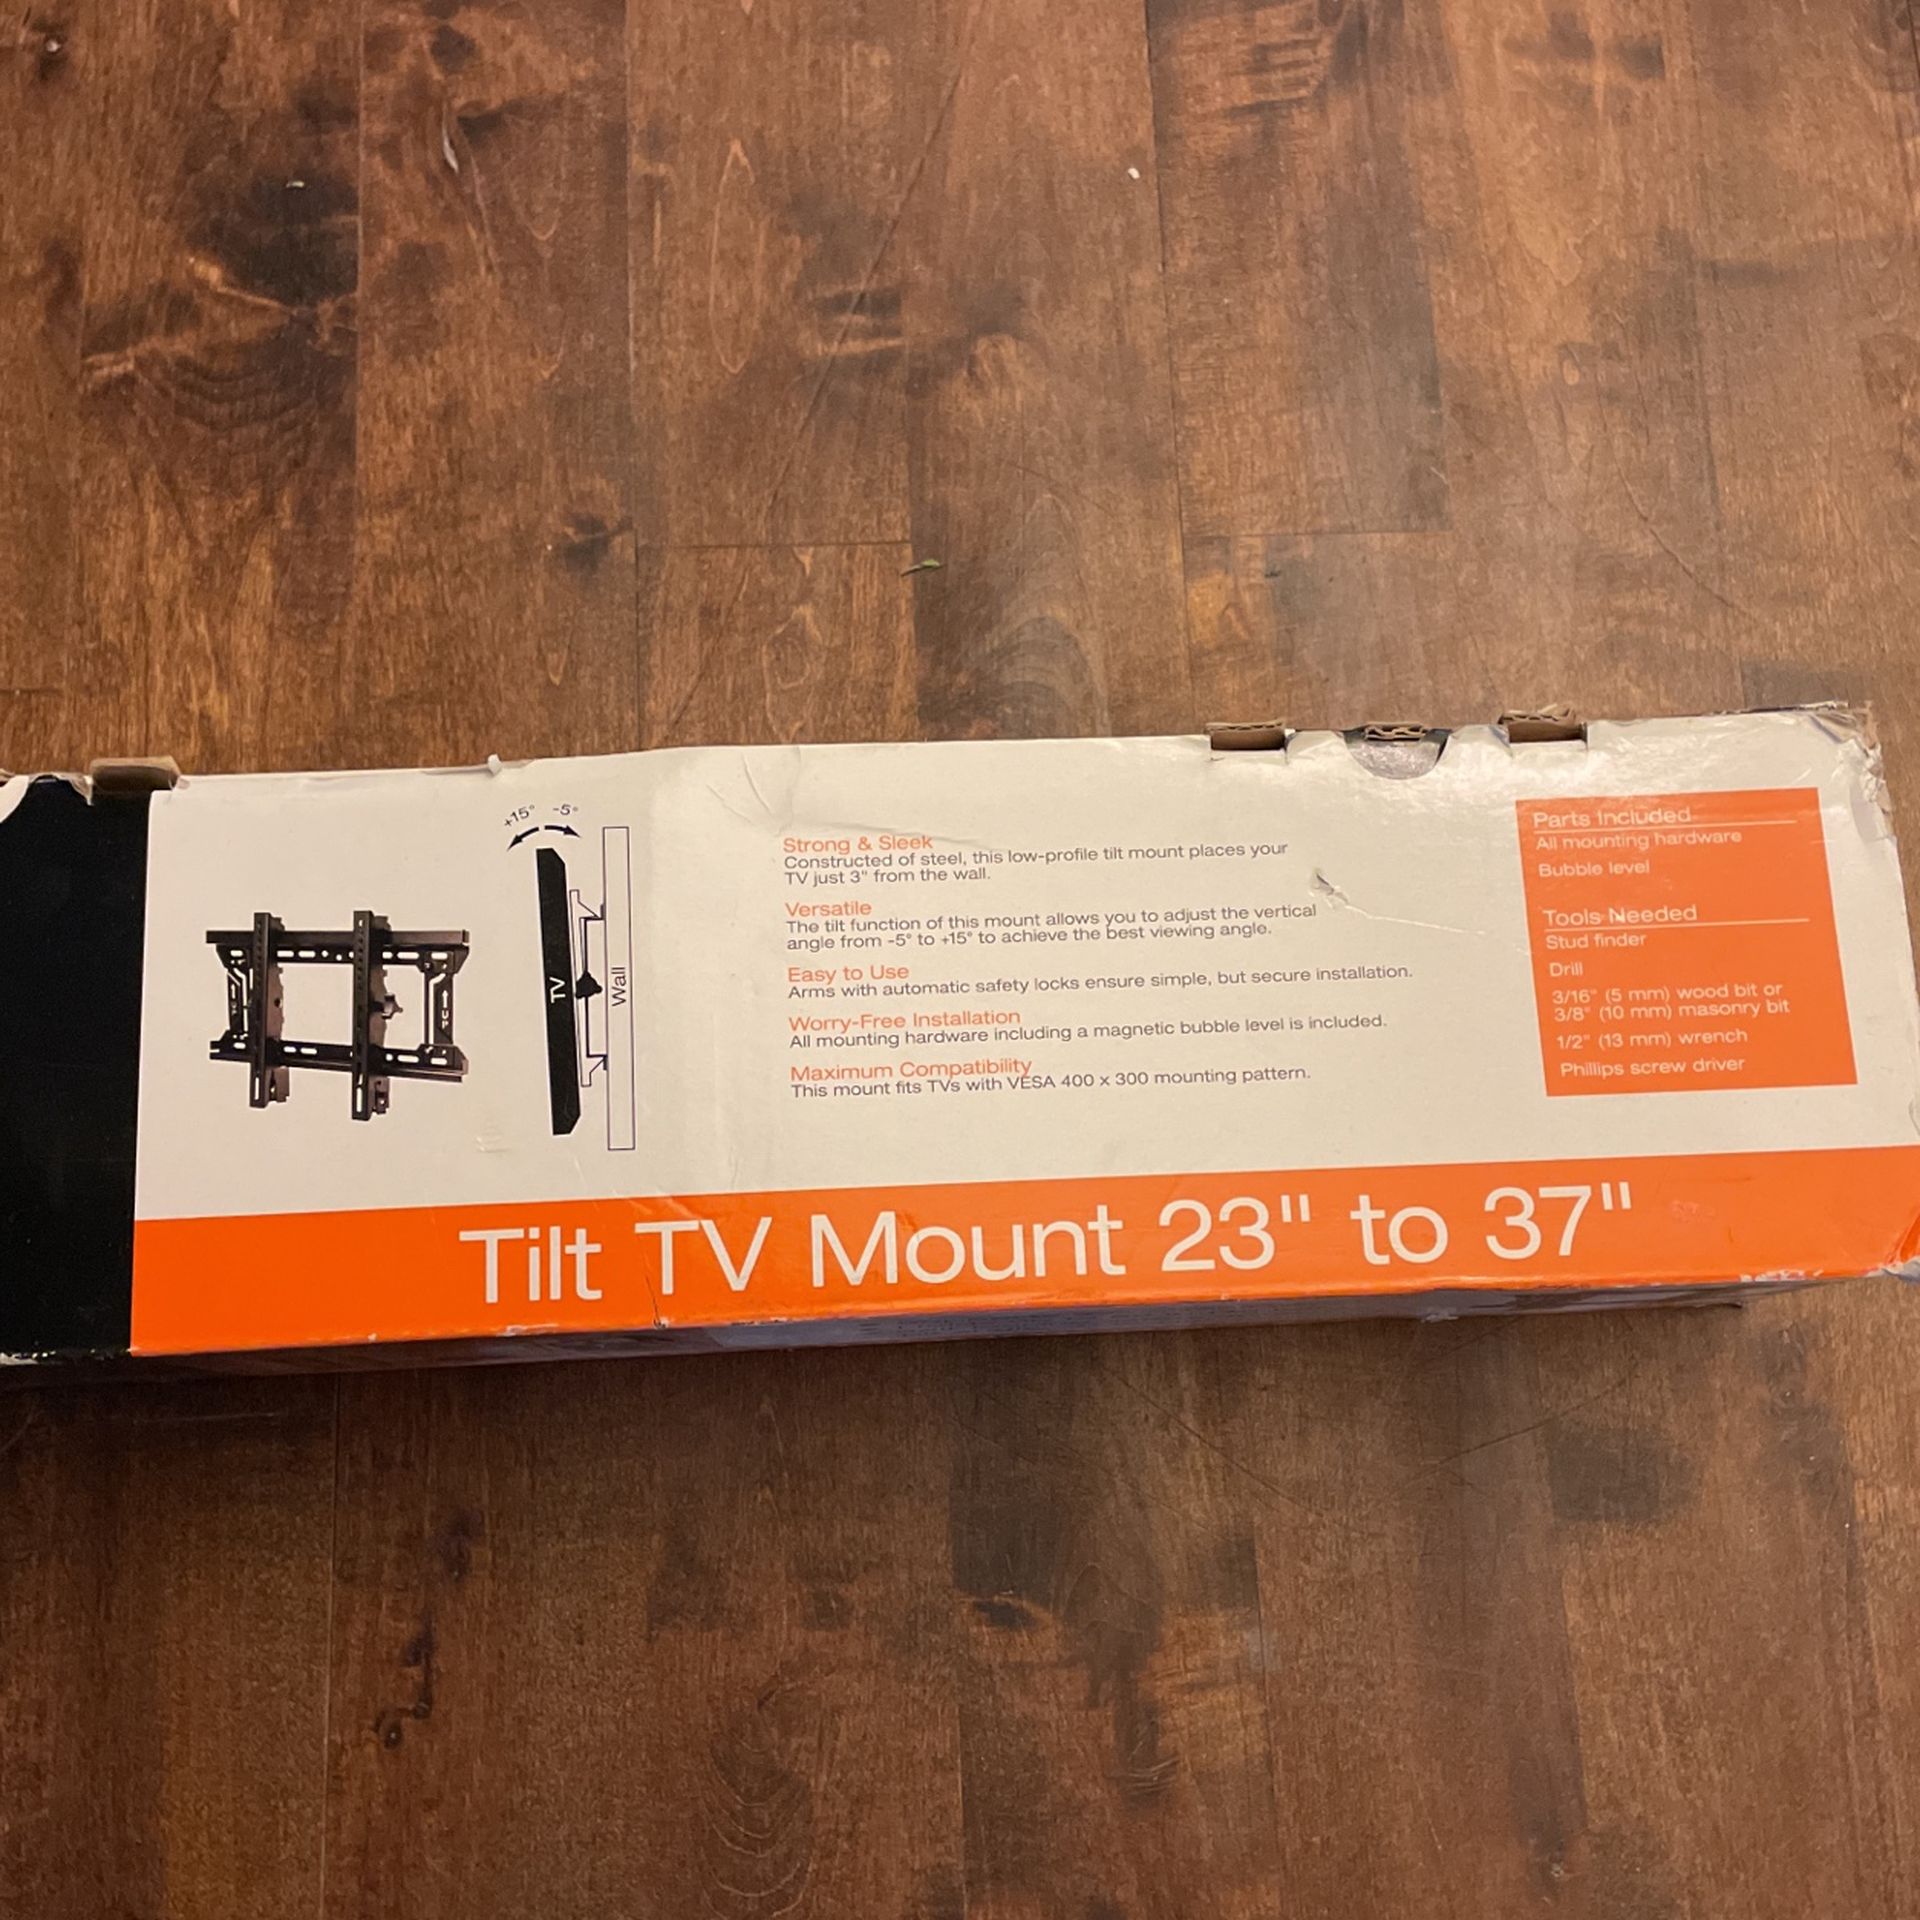 +15° -5°
TV
Wall
Strong & Sleek
Constructed of steel, this low-profile tilt mount places your
TV just 3" from the wall.
Versatile
The tilt function of this mount allows you to adjust the vertical
angle from -5° to +15° to achieve the best viewing angle.
Easy to Use
Arms with automatic safety locks ensure simple, but secure installation.
Worry-Free Installation
All mounting hardware including a magnetic bubble level is included.
Maximum Compatibility
This mount fits TVs with VESA 400 x 300 mounting pattern.
Parts Included
All mounting hardware
Bubble level
Tools Needed
Stud finder
Drill
3/16" (5 mm) wood bit or
3/8" (10 mm) masonry bit
1/2" (13 mm) wrench
Phillips screw driver
Tilt TV Mount 23" to 37"